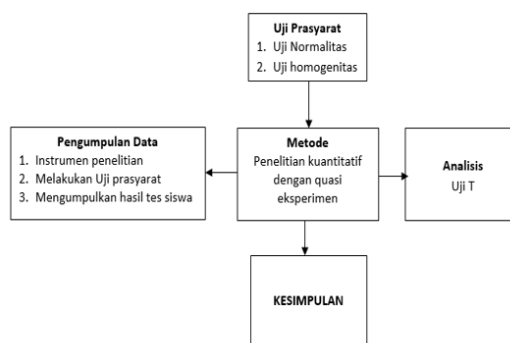 Uji Prasyarat
1. Uji Normalitas
2. Uji homogenitas
Pengumpulan Data
1. Instrumen penelitian
2. Melakukan Uji prasyarat
3. Mengumpulkan hasil tes siswa
Metode
Penelitian kuantitatif
dengan quasi
eksperimen
Analisis
Uji T
KESIMPULAN